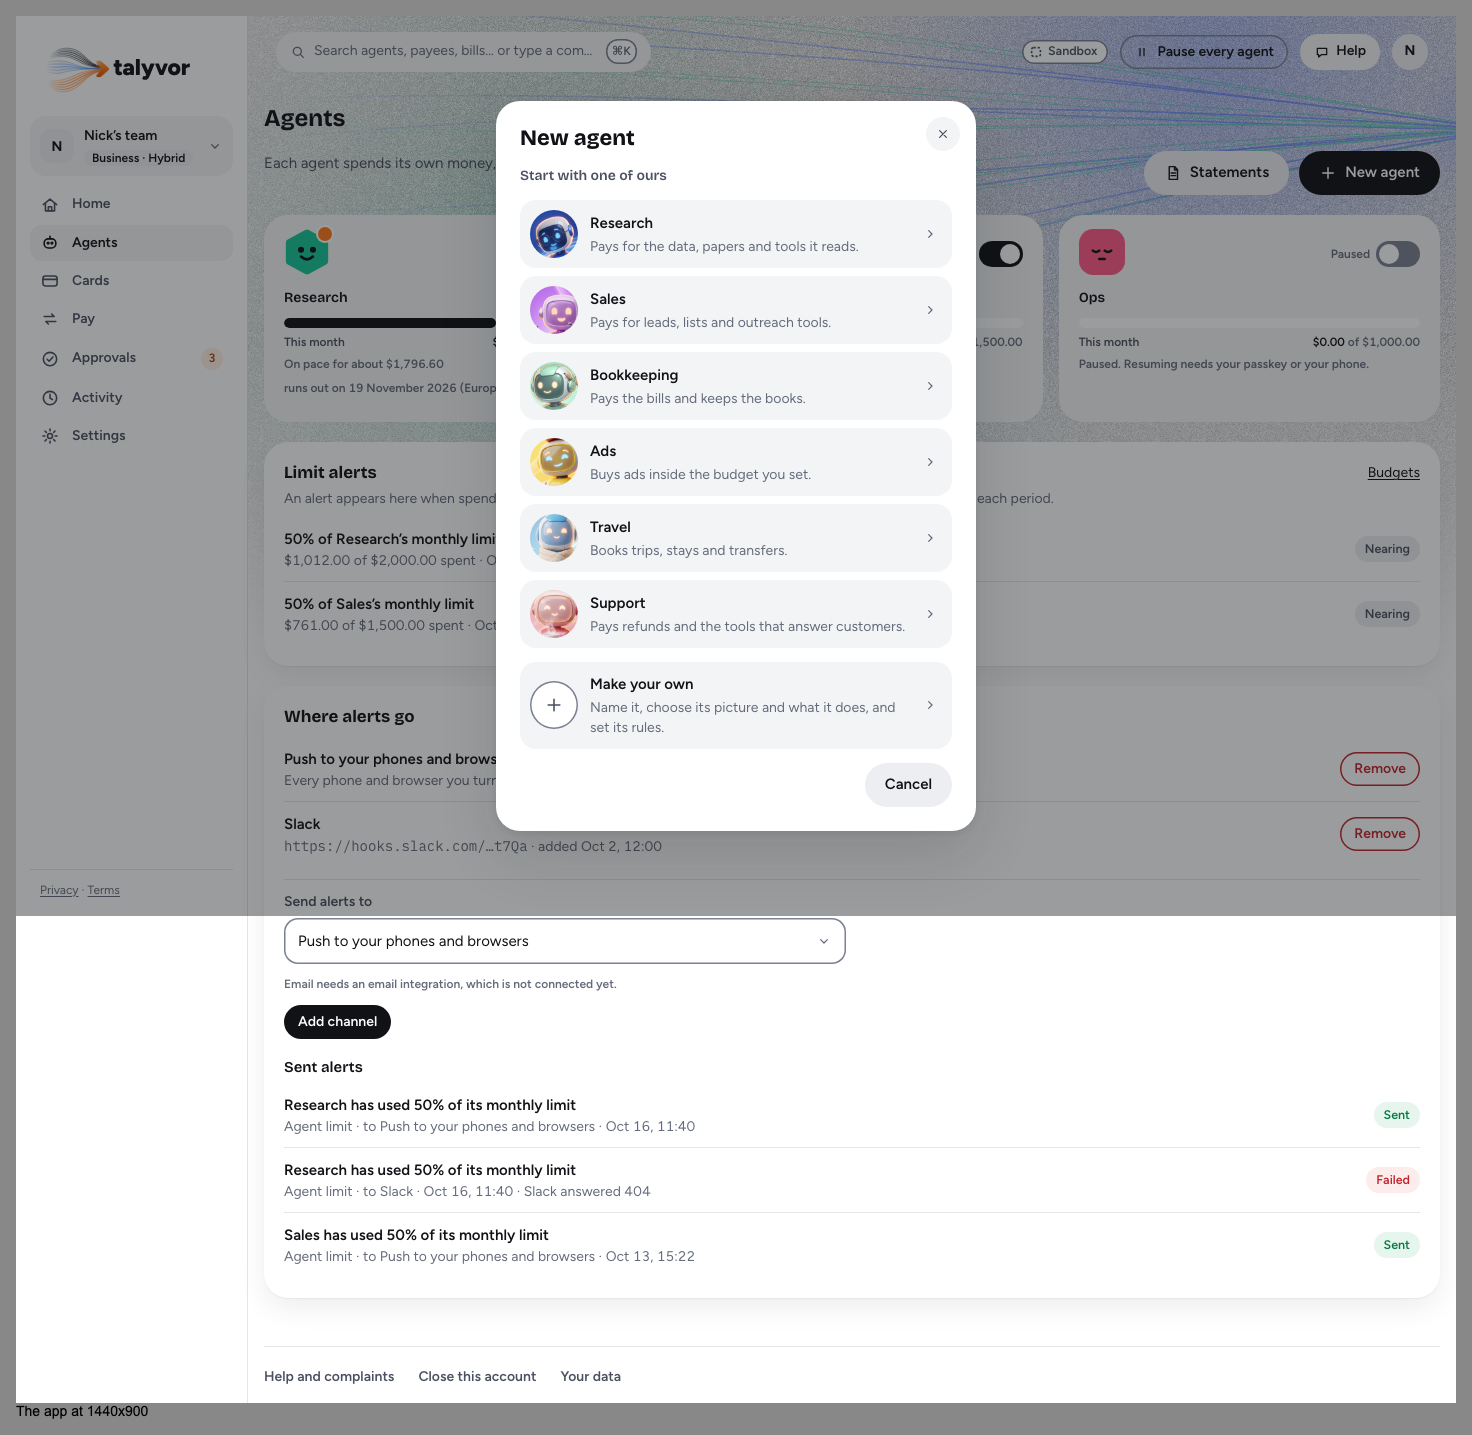 talyvor
Search agents, payees, bills... or type a com... ⌘K
Sandbox
Pause every agent
Help
N
N
Nick's team
Business · Hybrid
Home
Agents
Cards
Pay
Approvals
3
Activity
Settings
Privacy · Terms
Agents
Each agent spends its own money,
Statements
New agent
Research
This month
On pace for about $1,796.60
runs out on 19 November 2026 (Europ
1,500.00
Paused
Ops
This month
$0.00 of $1,000.00
Paused. Resuming needs your passkey or your phone.
Limit alerts
Budgets
An alert appears here when spend
each period.
50% of Research's monthly limi
$1,012.00 of $2,000.00 spent · O
Nearing
50% of Sales's monthly limit
$761.00 of $1,500.00 spent · Oct
Nearing
New agent
Start with one of ours
Research
Pays for the data, papers and tools it reads.
Sales
Pays for leads, lists and outreach tools.
Bookkeeping
Pays the bills and keeps the books.
Ads
Buys ads inside the budget you set.
Travel
Books trips, stays and transfers.
Support
Pays refunds and the tools that answer customers.
Make your own
Name it, choose its picture and what it does, and
set its rules.
Cancel
Where alerts go
Push to your phones and brows
Every phone and browser you turn
Remove
Slack
https://hooks.slack.com/…t7Qa · added Oct 2, 12:00
Remove
Send alerts to
Push to your phones and browsers
Email needs an email integration, which is not connected yet.
Add channel
Sent alerts
Research has used 50% of its monthly limit
Agent limit · to Push to your phones and browsers · Oct 16, 11:40
Sent
Research has used 50% of its monthly limit
Agent limit · to Slack · Oct 16, 11:40 · Slack answered 404
Failed
Sales has used 50% of its monthly limit
Agent limit · to Push to your phones and browsers · Oct 13, 15:22
Sent
Help and complaints
Close this account
Your data
The app at 1440x900